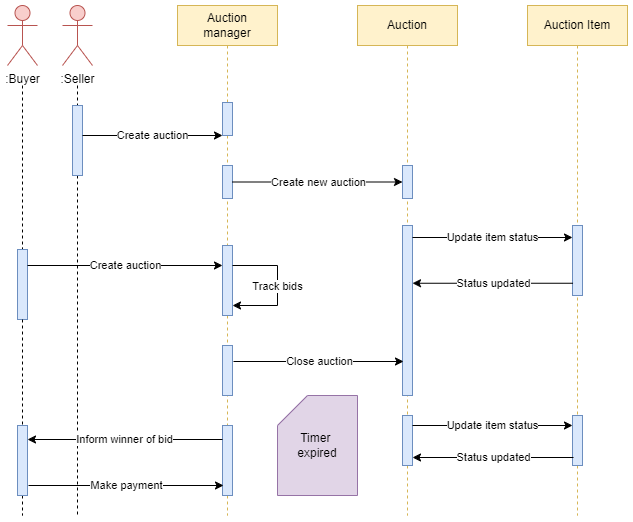 Auction
manager
Auction
Auction Item
:Buyer
:Seller
Create auction
Create new auction
Update item status
Create auction
Track bids
Status updated
Close auction
Timer
expired
Update item status
Inform winner of bid
Status updated
Make payment